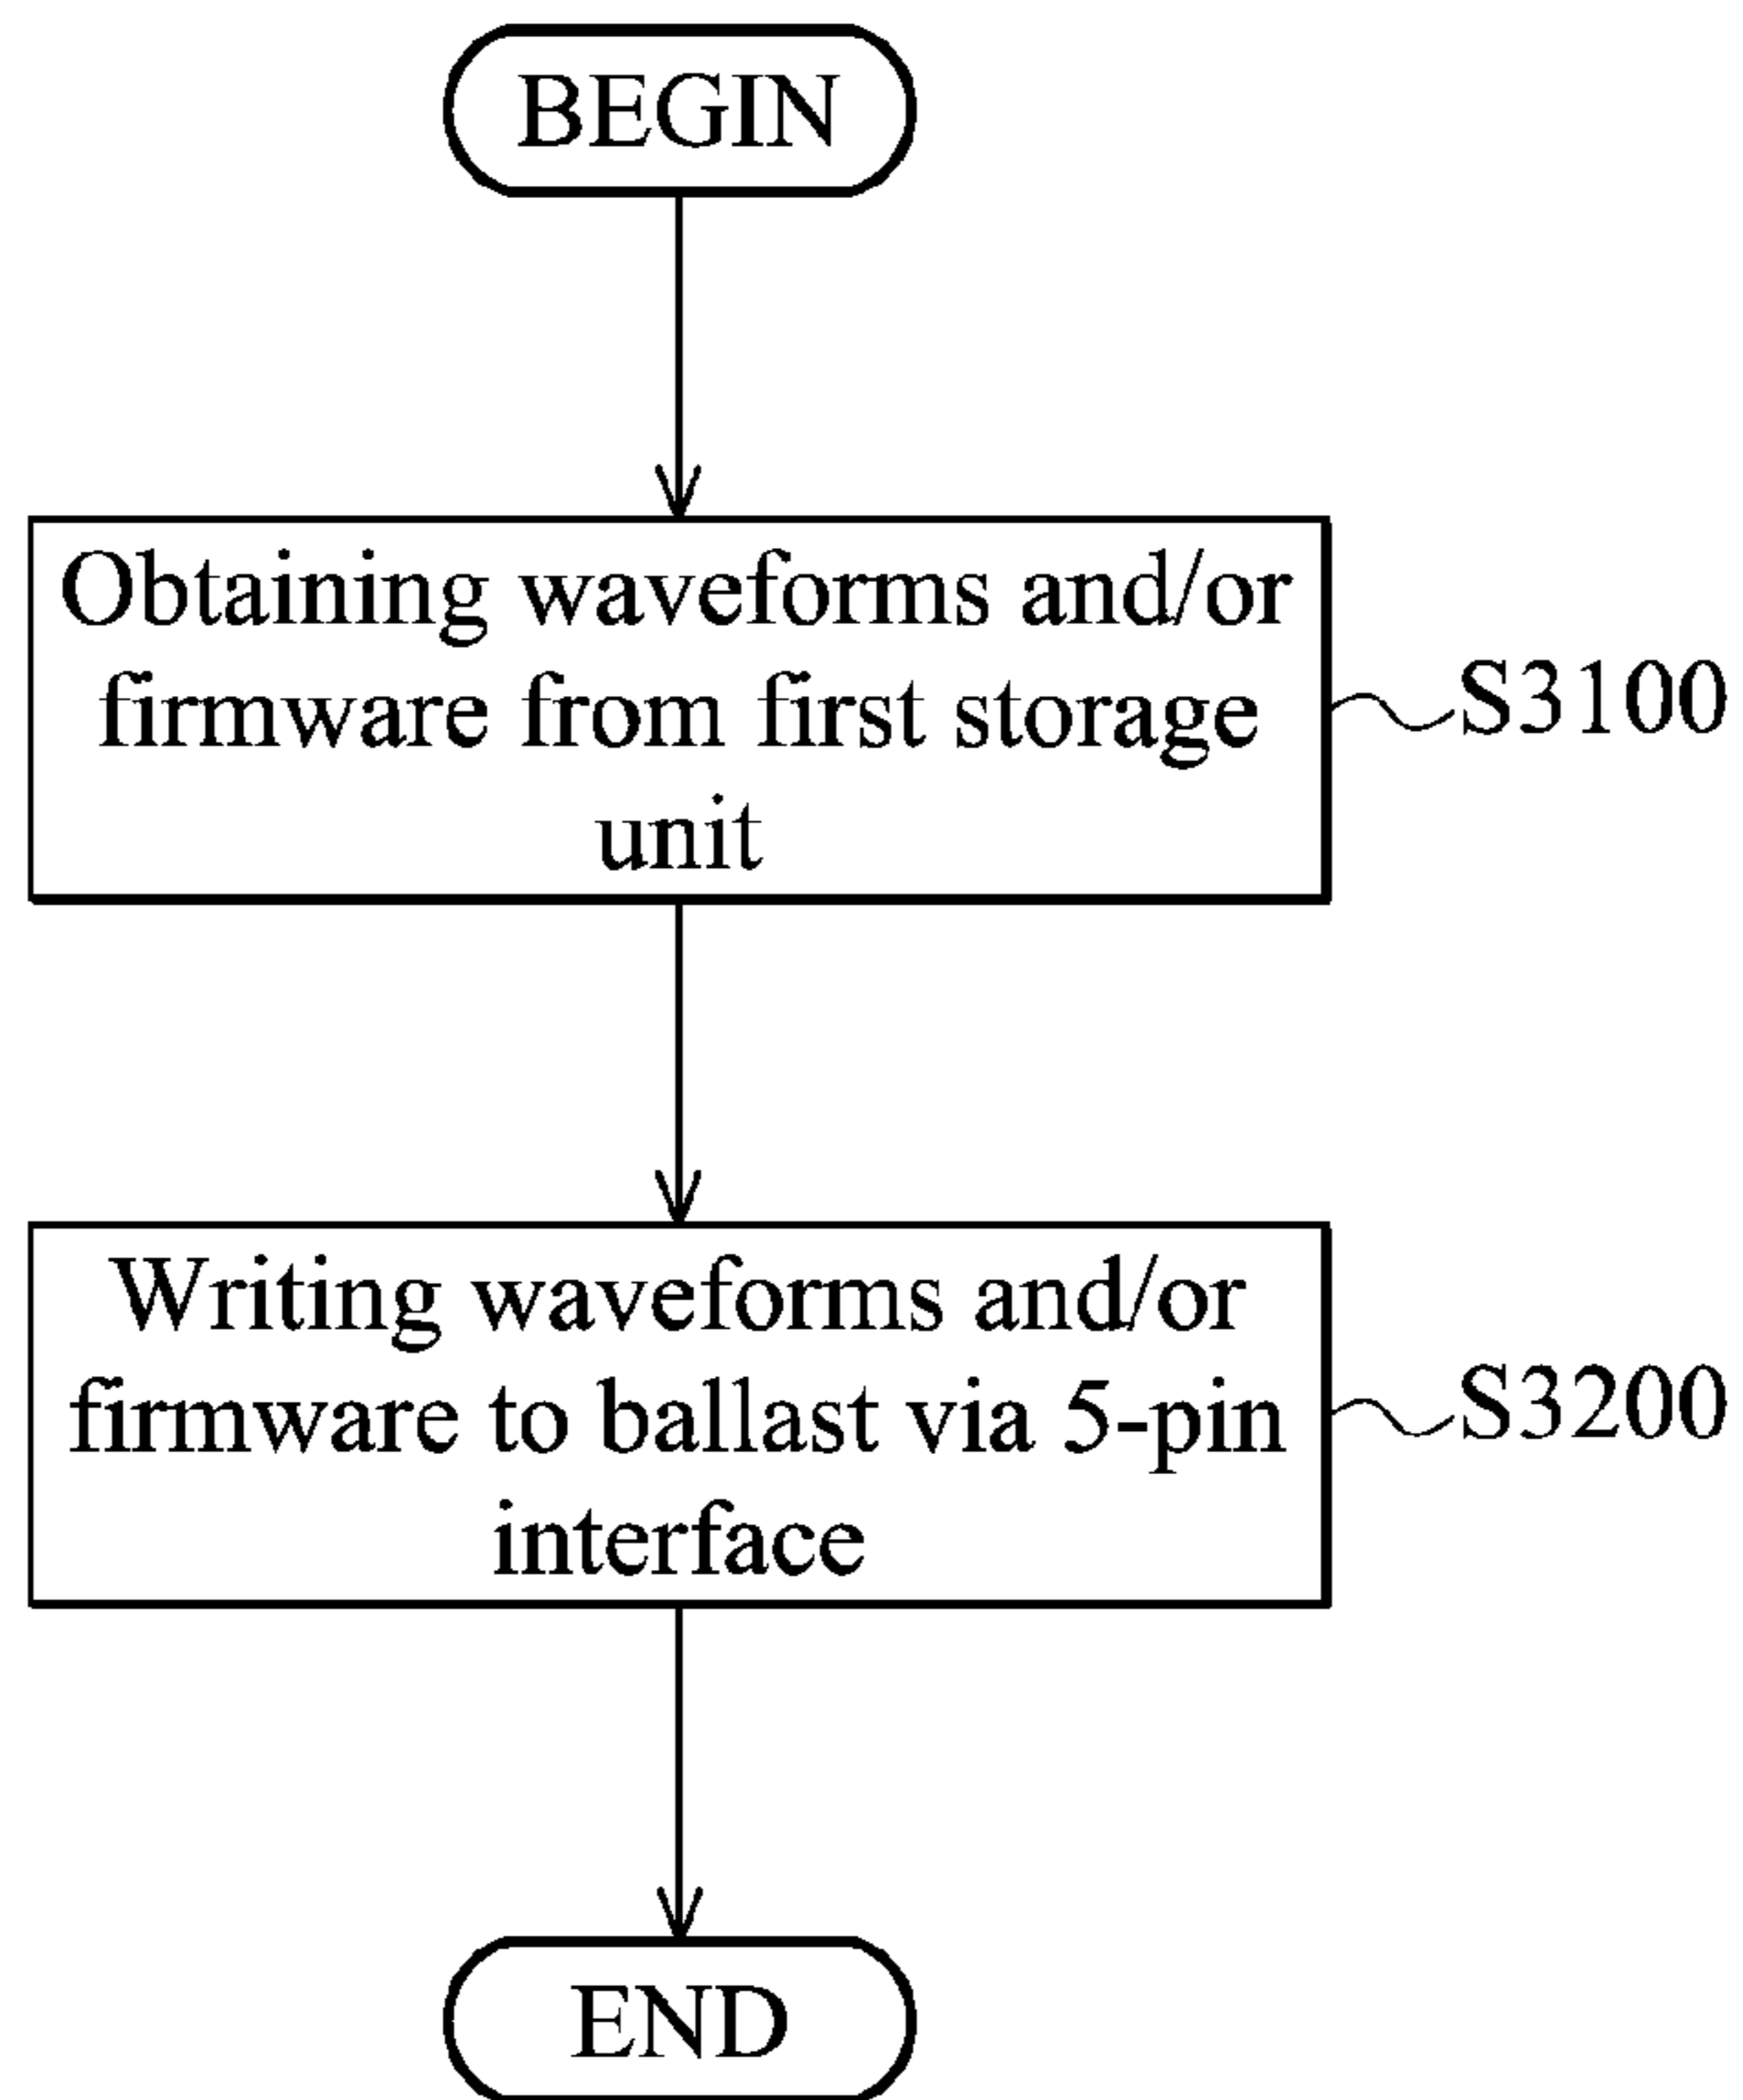 BEGIN
Obtaining waveforms and/or
firmware from first storage
unit
S3100
Writing waveforms and/or
firmware to ballast via 5-pin
interface
S3200
END